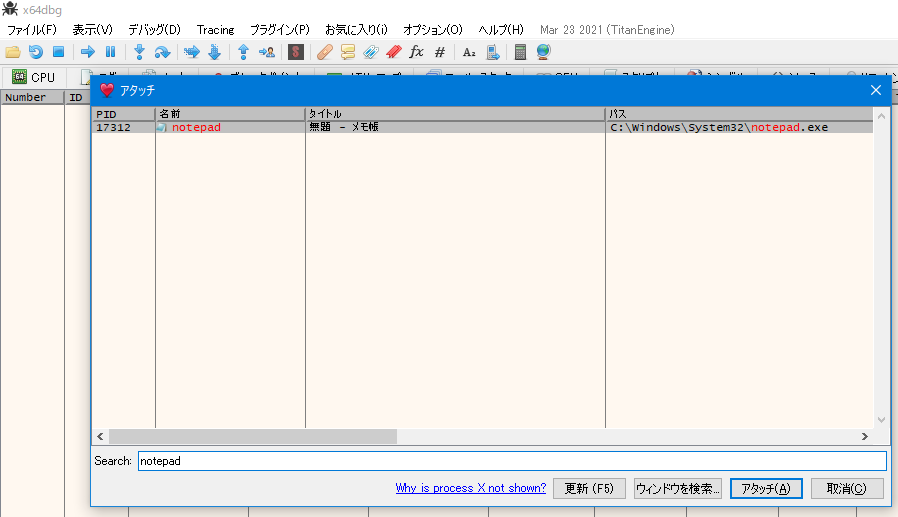 x64dbg
ファイル(F) 表示(V) デバッグ(D) Tracing プラグイン(P) お気に入り(i) オプション(O) ヘルプ(H) Mar 23 2021 (TitanEngine)
CPU
Number ID
アタッチ
PID 名前 タイトル パス
17312 notepad 無題 - メモ帳 C:\Windows\System32\notepad.exe
Search: notepad
Why is process X not shown? 更新 (F5) ウィンドウを検索... アタッチ(A) 取消(C)